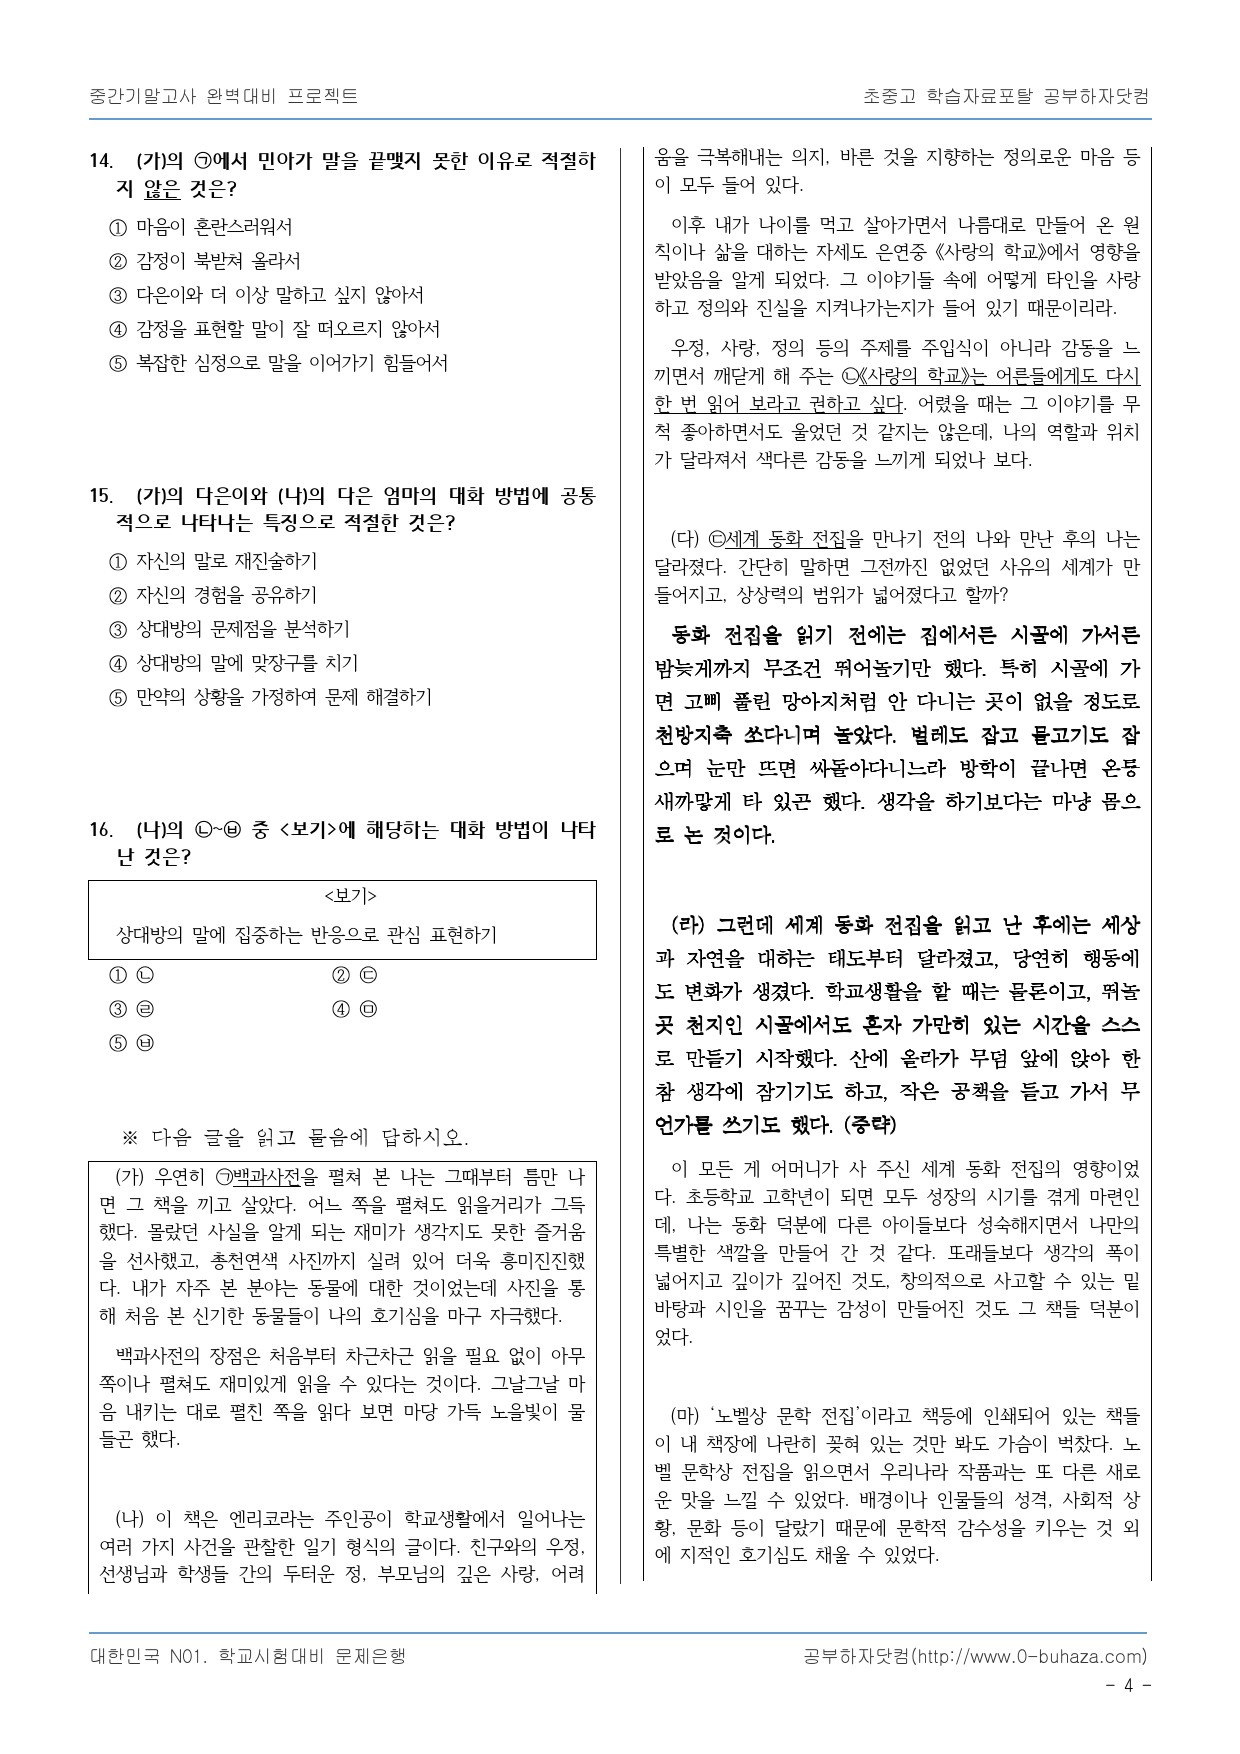 중간기말고사 완벽대비 프로젝트
초중고 학습자료포탈 공부하자닷컴
14. (가)의 ㉠에서 민아가 말을 끝맺지 못한 이유로 적절하
지 않은 것은?
① 마음이 혼란스러워서
② 감정이 북받쳐 올라서
③ 다은이와 더 이상 말하고 싶지 않아서
④ 감정을 표현할 말이 잘 떠오르지 않아서
⑤ 복잡한 심정으로 말을 이어가기 힘들어서
15. (가)의 다은이와 (나)의 다은 엄마의 대화 방법에 공통
적으로 나타나는 특징으로 적절한 것은?
① 자신의 말로 재진술하기
② 자신의 경험을 공유하기
③ 상대방의 문제점을 분석하기
④ 상대방의 말에 맞장구를 치기
⑤ 만약의 상황을 가정하여 문제 해결하기
16. (나)의 ㉡~㉥ 중 <보기>에 해당하는 대화 방법이 나타
난 것은?
<보기>
상대방의 말에 집중하는 반응으로 관심 표현하기
① ㉡ ② ㉢
③ ㉣ ④ ㉤
⑤ ㉥
※ 다음 글을 읽고 물음에 답하시오.
(가) 우연히 ㉠백과사전을 펼쳐 본 나는 그때부터 틈만 나
면 그 책을 끼고 살았다. 어느 쪽을 펼쳐도 읽을거리가 그득
했다. 몰랐던 사실을 알게 되는 재미가 생각지도 못한 즐거움
을 선사했고, 총천연색 사진까지 실려 있어 더욱 흥미진진했
다. 내가 자주 본 분야는 동물에 대한 것이었는데 사진을 통
해 처음 본 신기한 동물들이 나의 호기심을 마구 자극했다.
백과사전의 장점은 처음부터 차근차근 읽을 필요 없이 아무
쪽이나 펼쳐도 재미있게 읽을 수 있다는 것이다. 그날그날 마
음 내키는 대로 펼친 쪽을 읽다 보면 마당 가득 노을빛이 물
들곤 했다.
(나) 이 책은 엔리코라는 주인공이 학교생활에서 일어나는
여러 가지 사건을 관찰한 일기 형식의 글이다. 친구와의 우정,
선생님과 학생들 간의 두터운 정, 부모님의 깊은 사랑, 어려
움을 극복해내는 의지, 바른 것을 지향하는 정의로운 마음 등
이 모두 들어 있다.
이후 내가 나이를 먹고 살아가면서 나름대로 만들어 온 원
칙이나 삶을 대하는 자세도 은연중 《사랑의 학교》에서 영향을
받았음을 알게 되었다. 그 이야기들 속에 어떻게 타인을 사랑
하고 정의와 진실을 지켜나가는지가 들어 있기 때문이리라.
우정, 사랑, 정의 등의 주제를 주입식이 아니라 감동을 느
끼면서 깨닫게 해 주는 ㉡《사랑의 학교》는 어른들에게도 다시
한 번 읽어 보라고 권하고 싶다. 어렸을 때는 그 이야기를 무
척 좋아하면서도 울었던 것 같지는 않은데, 나의 역할과 위치
가 달라져서 색다른 감동을 느끼게 되었나 보다.
(다) ㉢세계 동화 전집을 만나기 전의 나와 만난 후의 나는
달라졌다. 간단히 말하면 그전까진 없었던 사유의 세계가 만
들어지고, 상상력의 범위가 넓어졌다고 할까?
동화 전집을 읽기 전에는 집에서든 시골에 가서든
밤늦게까지 무조건 뛰어놀기만 했다. 특히 시골에 가
면 고삐 풀린 망아지처럼 안 다니는 곳이 없을 정도로
천방지축 쏘다니며 놀았다. 벌레도 잡고 물고기도 잡
으며 눈만 뜨면 싸돌아다니느라 방학이 끝나면 온통
새까맣게 타 있곤 했다. 생각을 하기보다는 마냥 몸으
로 논 것이다.
(라) 그런데 세계 동화 전집을 읽고 난 후에는 세상
과 자연을 대하는 태도부터 달라졌고, 당연히 행동에
도 변화가 생겼다. 학교생활을 할 때는 물론이고, 뛰놀
곳 천지인 시골에서도 혼자 가만히 있는 시간을 스스
로 만들기 시작했다. 산에 올라가 무덤 앞에 앉아 한
참 생각에 잠기기도 하고, 작은 공책을 들고 가서 무
언가를 쓰기도 했다. (중략)
이 모든 게 어머니가 사 주신 세계 동화 전집의 영향이었
다. 초등학교 고학년이 되면 모두 성장의 시기를 겪게 마련인
데, 나는 동화 덕분에 다른 아이들보다 성숙해지면서 나만의
특별한 색깔을 만들어 간 것 같다. 또래들보다 생각의 폭이
넓어지고 깊이가 깊어진 것도, 창의적으로 사고할 수 있는 밑
바탕과 시인을 꿈꾸는 감성이 만들어진 것도 그 책들 덕분이
었다.
(마) ‘노벨상 문학 전집’이라고 책등에 인쇄되어 있는 책들
이 내 책장에 나란히 꽂혀 있는 것만 봐도 가슴이 벅찼다. 노
벨 문학상 전집을 읽으면서 우리나라 작품과는 또 다른 새로
운 맛을 느낄 수 있었다. 배경이나 인물들의 성격, 사회적 상
황, 문화 등이 달랐기 때문에 문학적 감수성을 키우는 것 외
에 지적인 호기심도 채울 수 있었다.
대한민국 N01. 학교시험대비 문제은행
공부하자닷컴(http://www.0-buhaza.com)
- 4 -